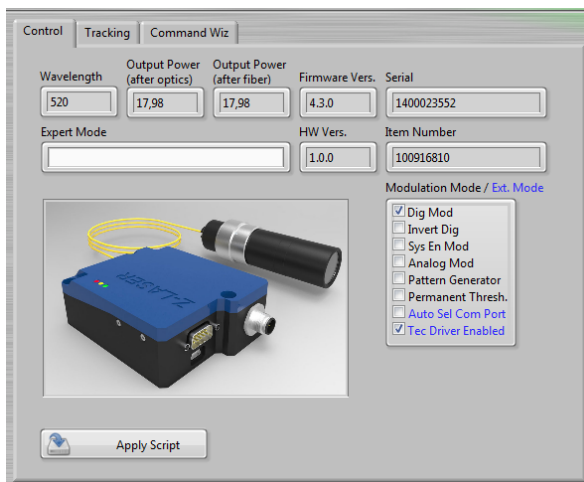 Control Tracking Command Wiz
Wavelength
Output Power
(after optics)
Output Power
(after fiber)
Firmware Vers.
Serial
520
17,98
17,98
4.3.0
1400023552
Expert Mode
HW Vers.
Item Number
1.0.0
100916810
Modulation Mode / Ext. Mode
Dig Mod
Invert Dig
Sys En Mod
Analog Mod
Pattern Generator
Permanent Thresh.
Auto Sel Com Port
Tec Driver Enabled
Z-LASER
Apply Script